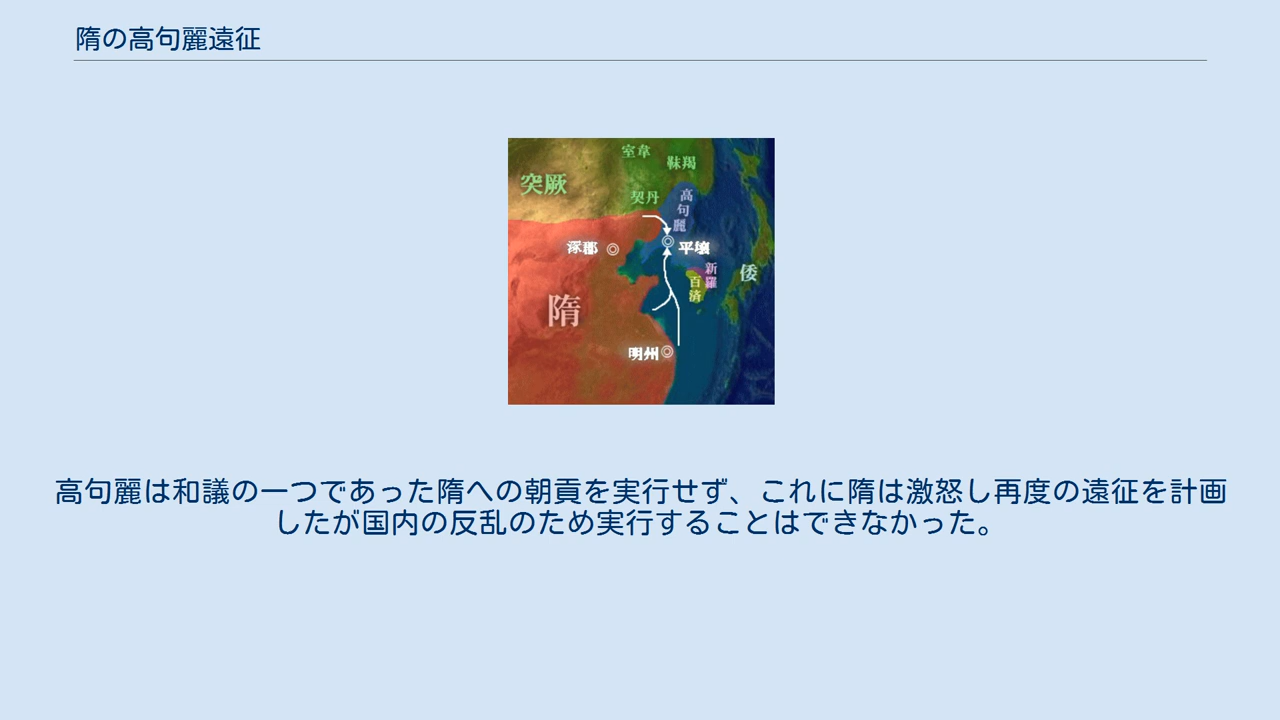 隋の高句麗遠征
室韋
靺羯
突厥
契丹
高句麗
涿郡
平壌
新羅
百済
倭
隋
明州
高句麗は和議の一つであった隋への朝貢を実行せず、これに隋は激怒し再度の遠征を計画
したが国内の反乱のため実行することはできなかった。